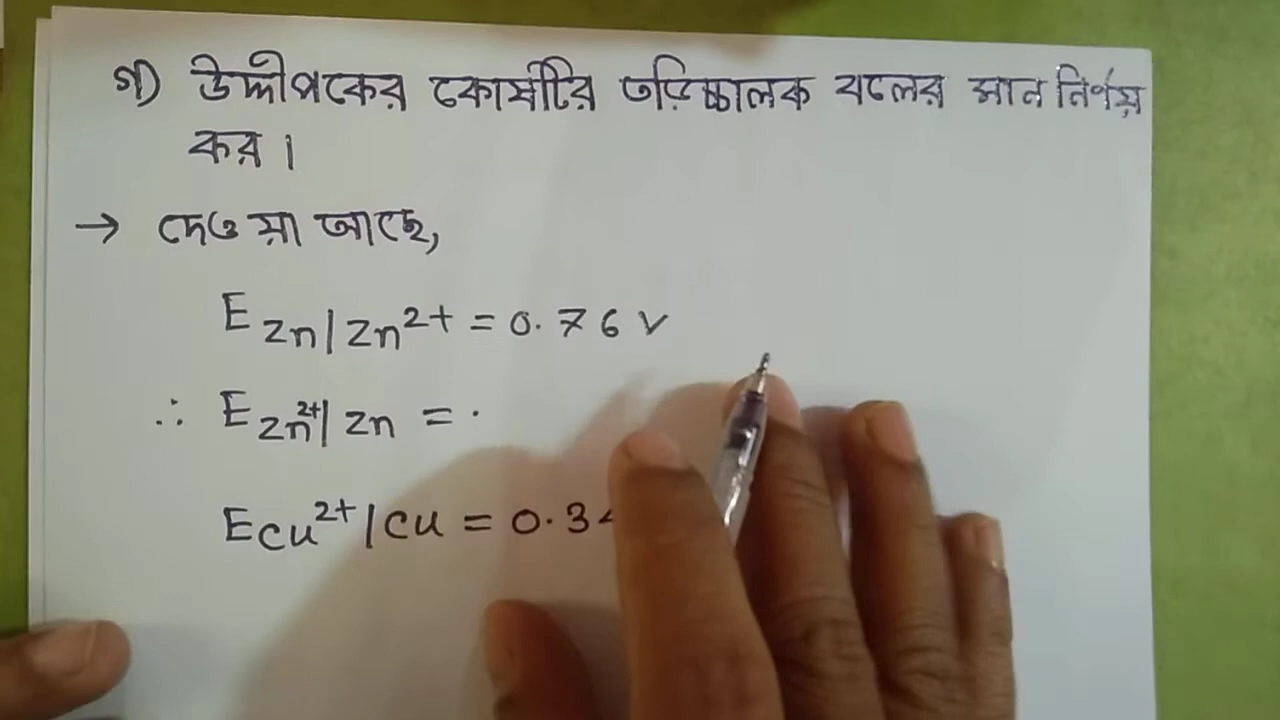 গ) উদ্দীপকের কোষটির তড়িচ্চালক বলের মান নির্ণয়
কর।
→ দেওয়া আছে,
E Zn/Zn²⁺ = 0.76 V
∴ E Zn²⁺/Zn = ·
E Cu²⁺/Cu = 0.3